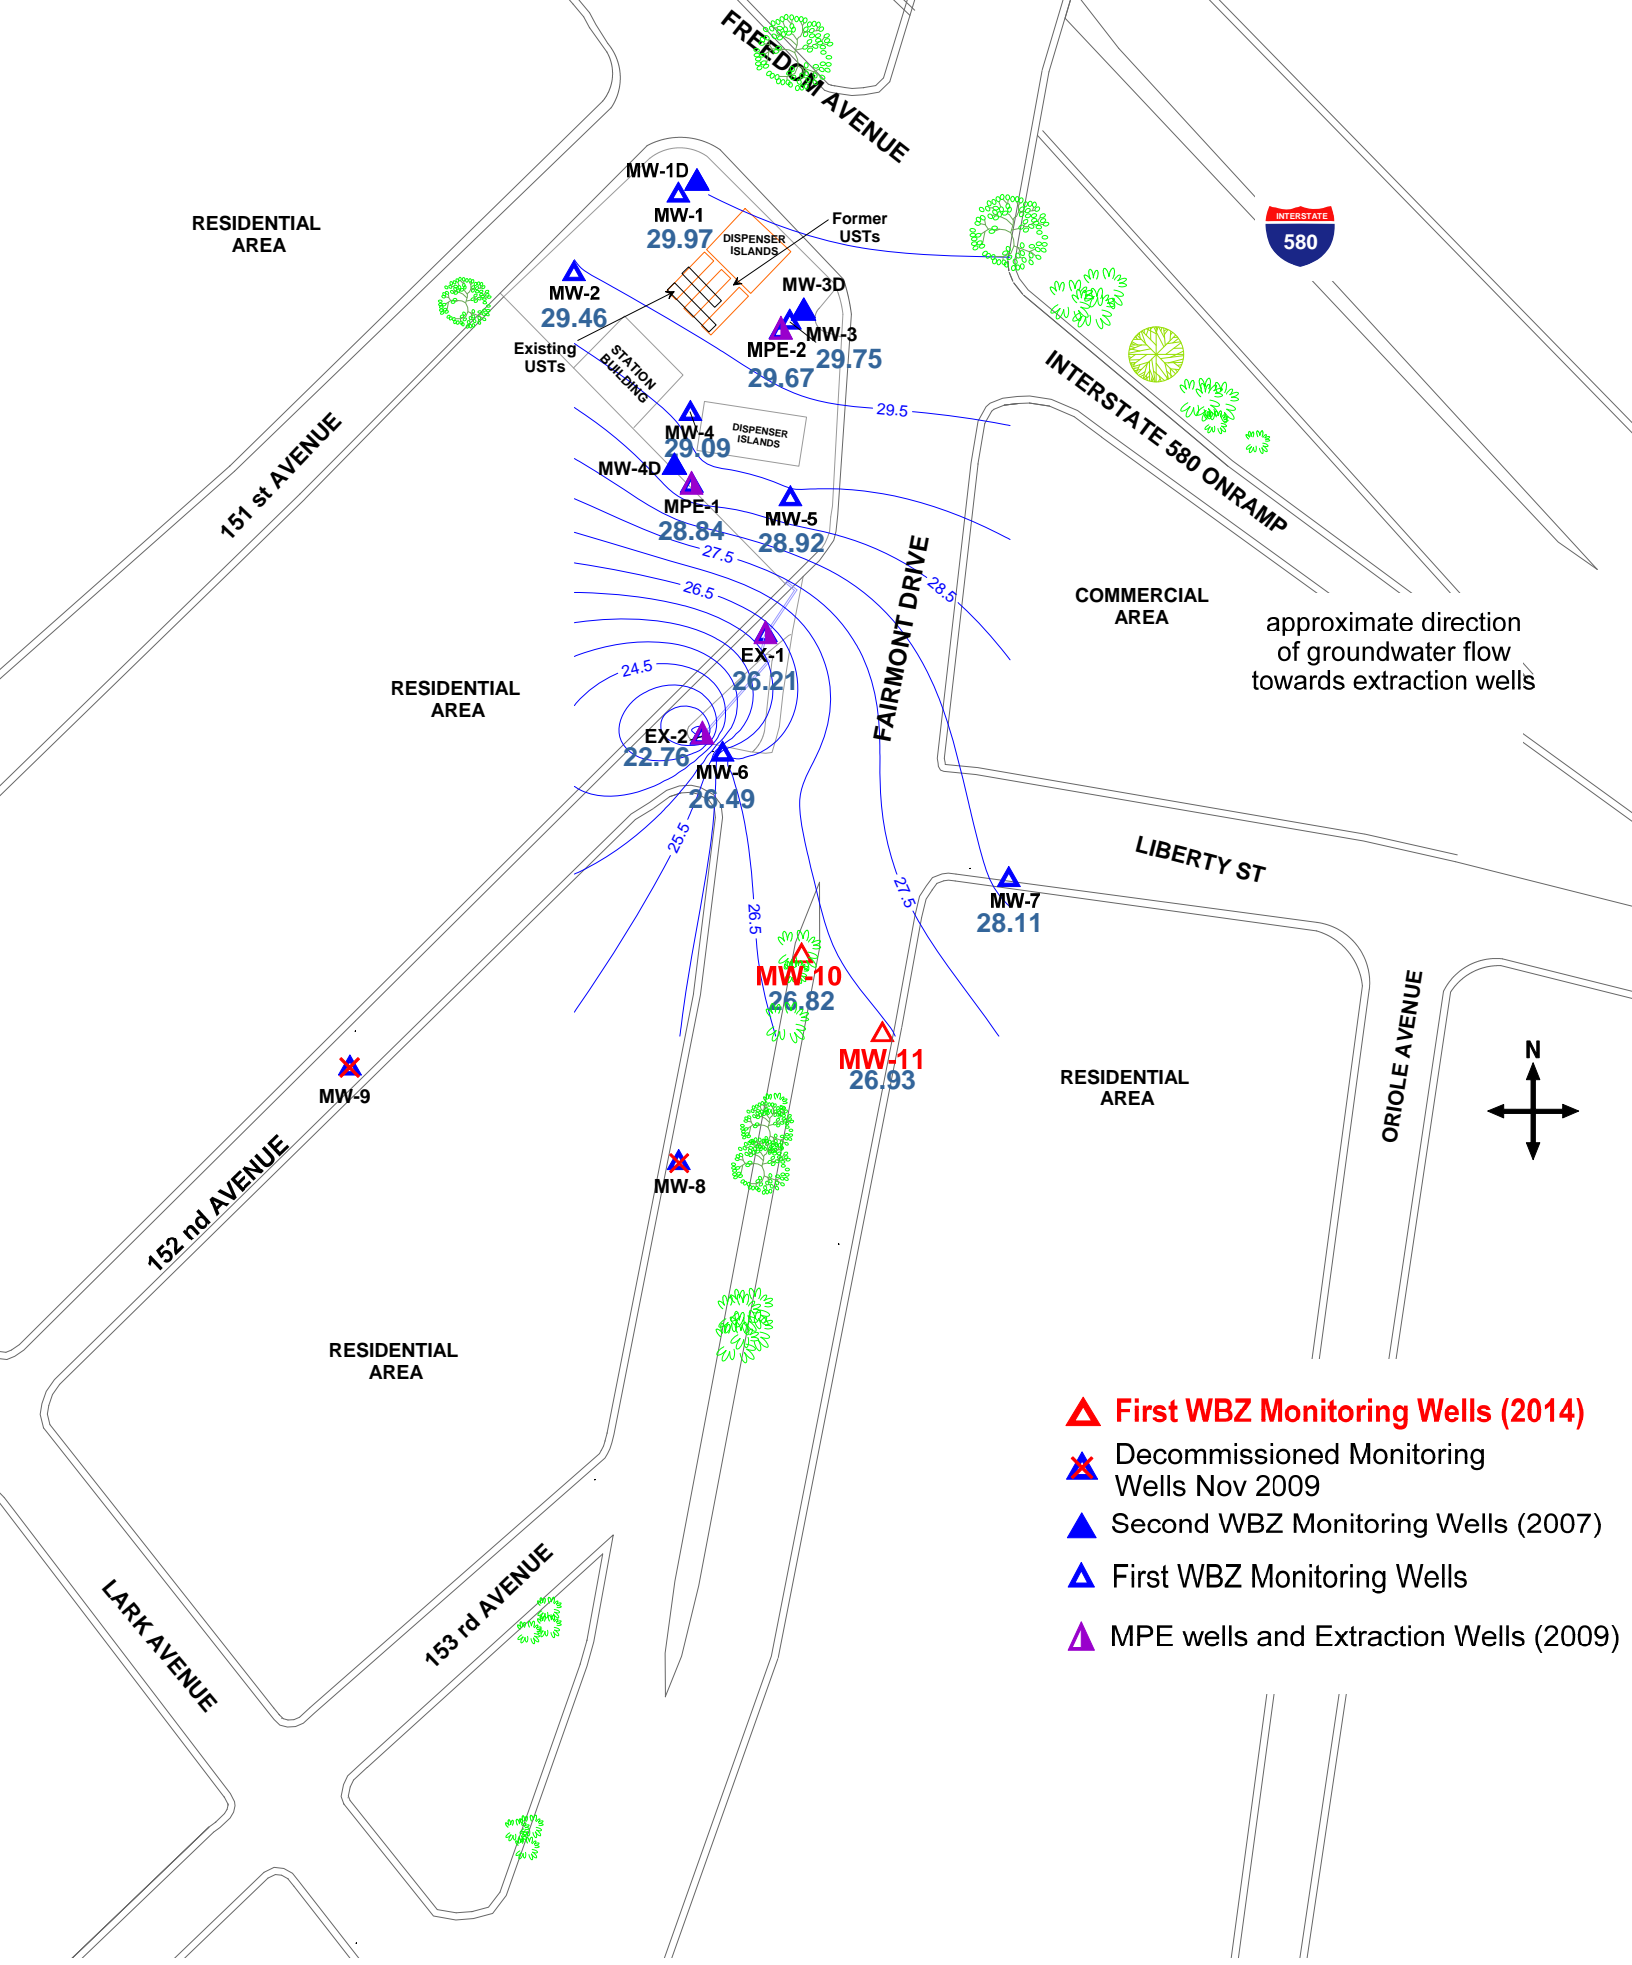 FREEDOM AVENUE
MW-1D
MW-1
29.97
RESIDENTIAL
AREA
Former
USTs
DISPENSER
ISLANDS
INTERSTATE
580
MW-2
29.46
MW-3D
MW-3
29.75
MPE-2
29.67
Existing
USTs
STATION
BUILDING
INTERSTATE 580 ONRAMP
29.5
MW-4
29.09
DISPENSER
ISLANDS
151 st AVENUE
MW-4D
MPE-1
28.84
MW-5
28.92
27.5
26.5
28.5
FAIRMONT DRIVE
COMMERCIAL
AREA
approximate direction
of groundwater flow
towards extraction wells
EX-1
26.21
24.5
RESIDENTIAL
AREA
EX-2
22.76
MW-6
26.49
25.5
LIBERTY ST
27.5
MW-7
28.11
26.5
MW-10
26.82
MW-11
26.93
ORIOLE AVENUE
N
MW-9
RESIDENTIAL
AREA
152 nd AVENUE
MW-8
RESIDENTIAL
AREA
First WBZ Monitoring Wells (2014)
Decommissioned Monitoring
Wells Nov 2009
Second WBZ Monitoring Wells (2007)
First WBZ Monitoring Wells
MPE wells and Extraction Wells (2009)
LARK AVENUE
153 rd AVENUE